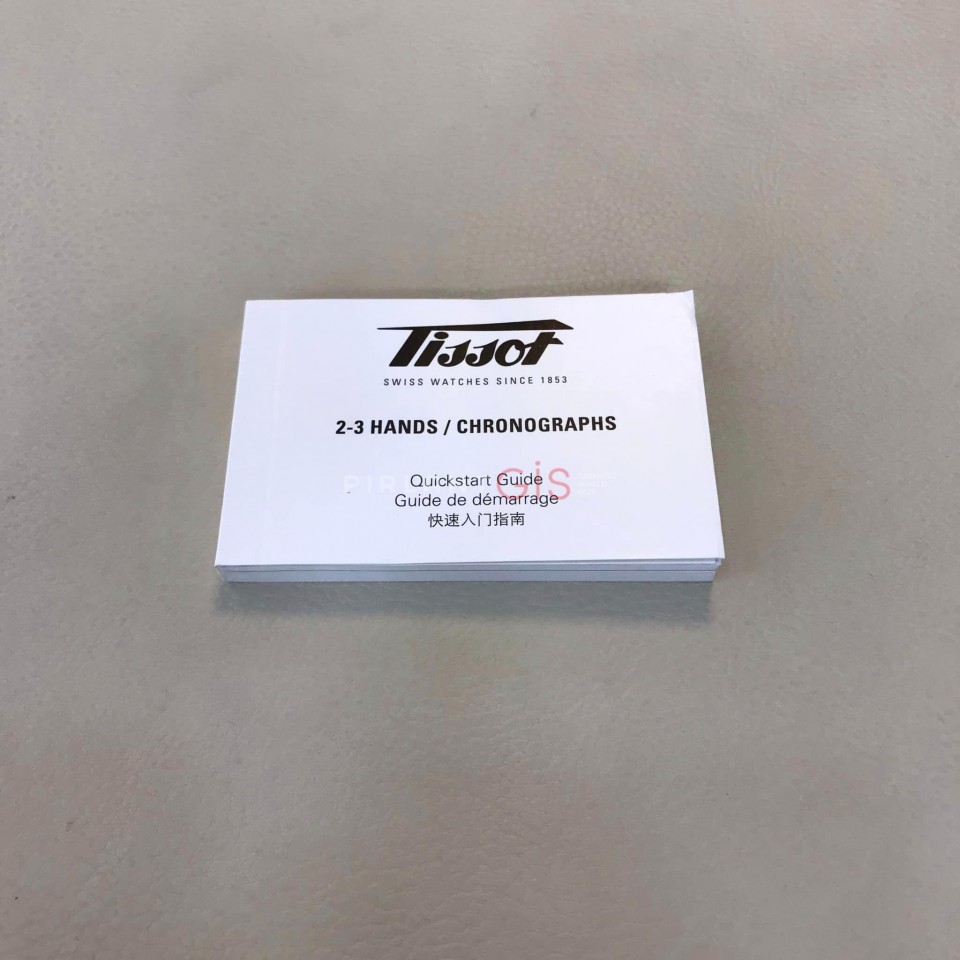 Tissot
SWISS WATCHES SINCE 1853
2-3 HANDS / CHRONOGRAPHS
Quickstart Guide
GiS
Guide de démarrage
快速入门指南